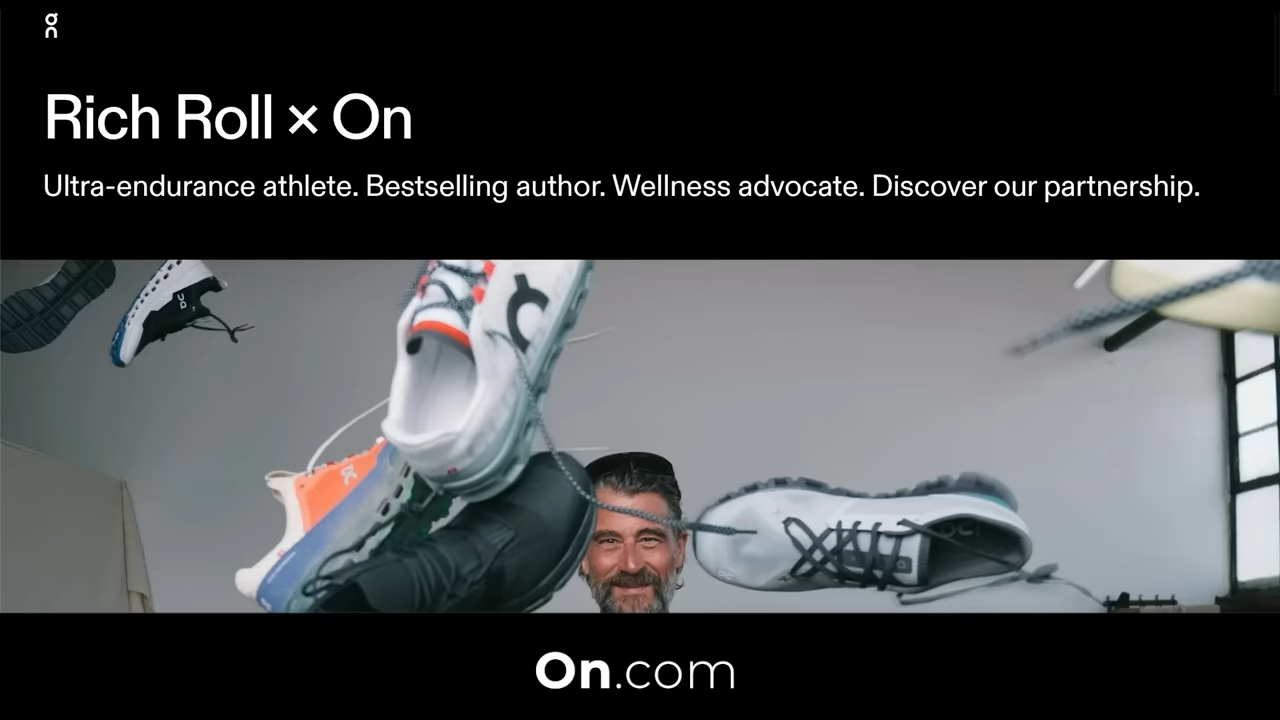 Rich Roll × On
Ultra-endurance athlete. Bestselling author. Wellness advocate. Discover our partnership.
On.com